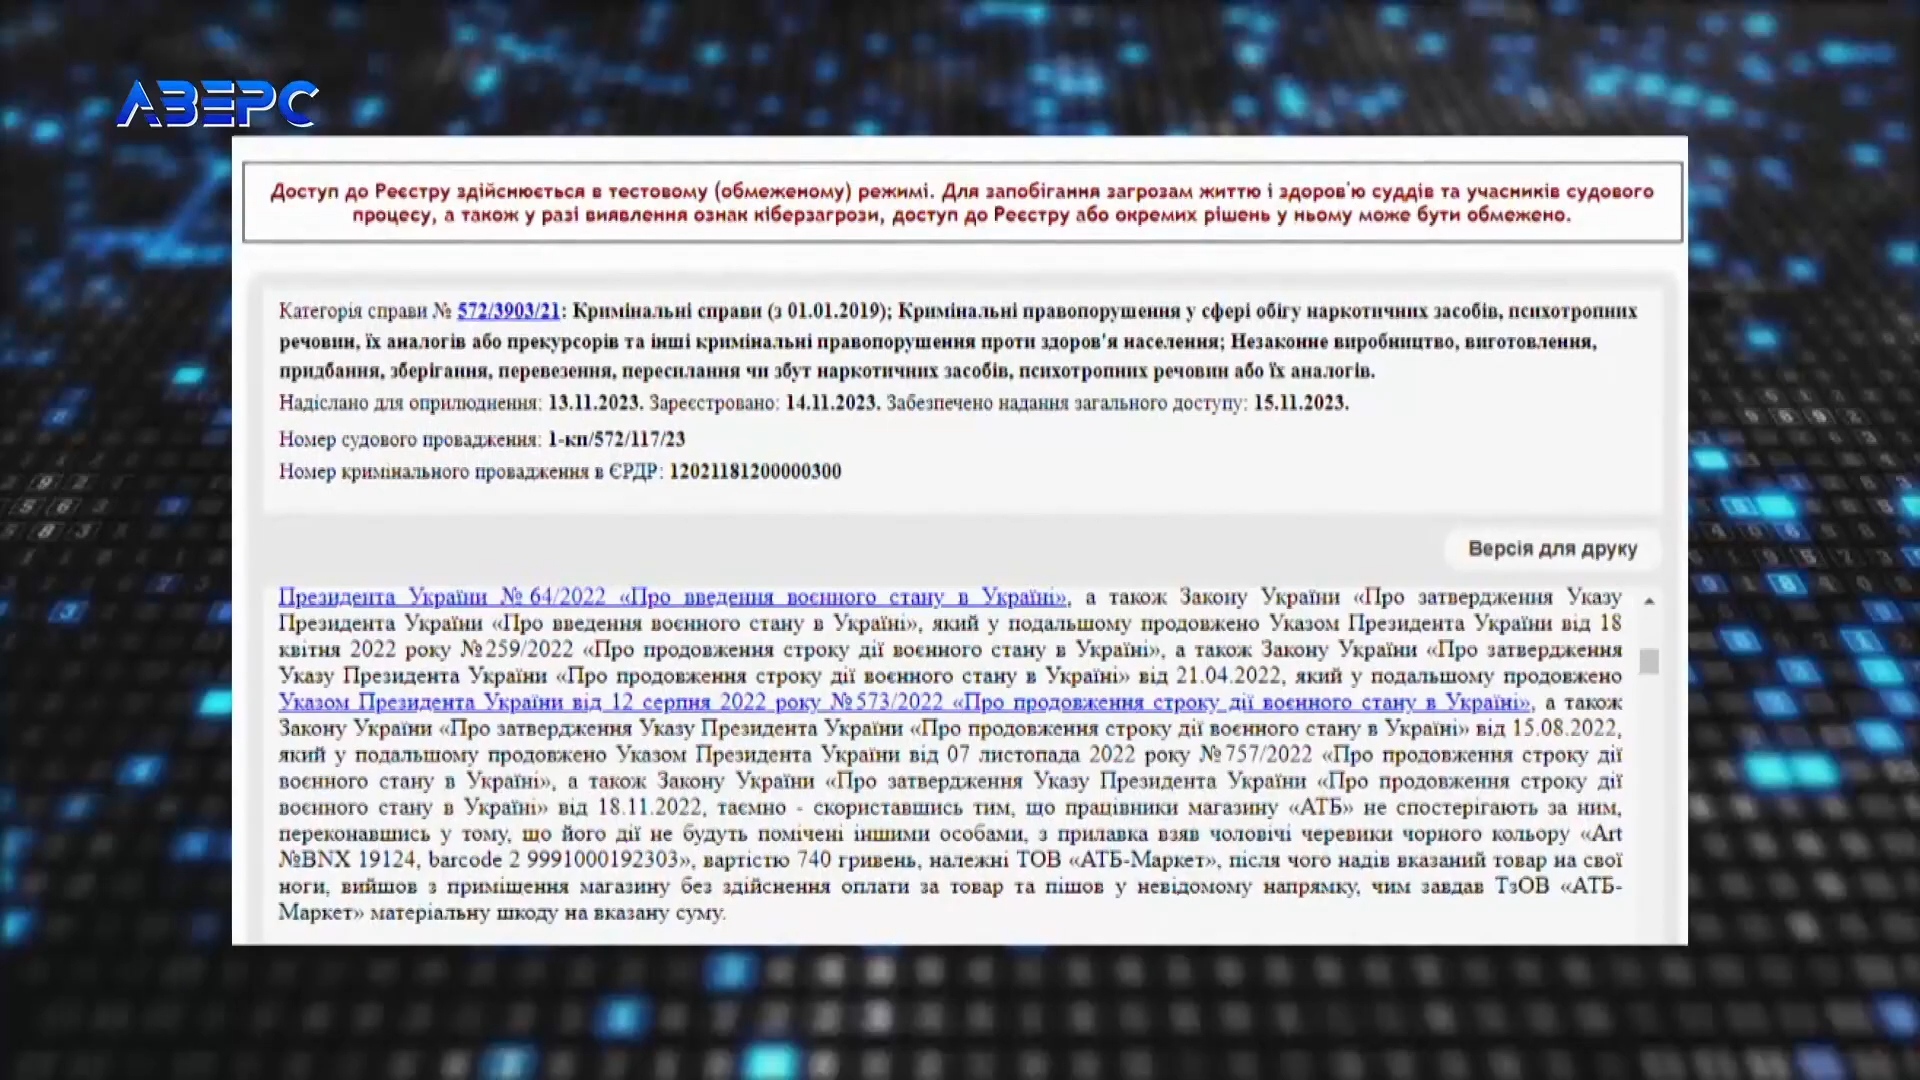 АВЕРС
Доступ до Реєстру здійснюється в тестовому (обмеженому) режимі. Для запобігання загрозам життю і здоров'ю суддів та учасників судового
процесу, а також у разі виявлення ознак кіберзагрози, доступ до Реєстру або окремих рішень у ньому може бути обмежено.
Категорія справи № 572/3903/21: Кримінальні справи (з 01.01.2019); Кримінальні правопорушення у сфері обігу наркотичних засобів, психотропних
речовин, їх аналогів або прекурсорів та інші кримінальні правопорушення проти здоров'я населення; Незаконне виробництво, виготовлення,
придбання, зберігання, перевезення, пересилання чи збут наркотичних засобів, психотропних речовин або їх аналогів.
Надіслано для оприлюднення: 13.11.2023. Зареєстровано: 14.11.2023. Забезпечено надання загального доступу: 15.11.2023.
Номер судового провадження: 1-кп/572/117/23
Номер кримінального провадження в ЄРДР: 12021181200000300
Версія для друку
Президента України № 64/2022 «Про введення воєнного стану в Україні», а також Закону України «Про затвердження Указу
Президента України «Про введення воєнного стану в Україні», який у подальшому продовжено Указом Президента України від 18
квітня 2022 року №259/2022 «Про продовження строку дії воєнного стану в Україні», а також Закону України «Про затвердження
Указу Президента України «Про продовження строку дії воєнного стану в Україні» від 21.04.2022, який у подальшому продовжено
Указом Президента України від 12 серпня 2022 року №573/2022 «Про продовження строку дії воєнного стану в Україні», а також
Закону України «Про затвердження Указу Президента України «Про продовження строку дії воєнного стану в Україні» від 15.08.2022,
який у подальшому продовжено Указом Президента України від 07 листопада 2022 року №757/2022 «Про продовження строку дії
воєнного стану в Україні», а також Закону України «Про затвердження Указу Президента України «Про продовження строку дії
воєнного стану в Україні» від 18.11.2022, таємно - скориставшись тим, що працівники магазину «АТБ» не спостерігають за ним,
переконавшись у тому, що його дії не будуть помічені іншими особами, з прилавка взяв чоловічі черевики чорного кольору «Art
№BNX 19124, barcode 2 9991000192303», вартістю 740 гривень, належні ТОВ «АТБ-Маркет», після чого надів вказаний товар на свої
ноги, вийшов з приміщення магазину без здійснення оплати за товар та пішов у невідомому напрямку, чим завдав ТзОВ «АТБ-
Маркет» матеріальну шкоду на вказану суму.